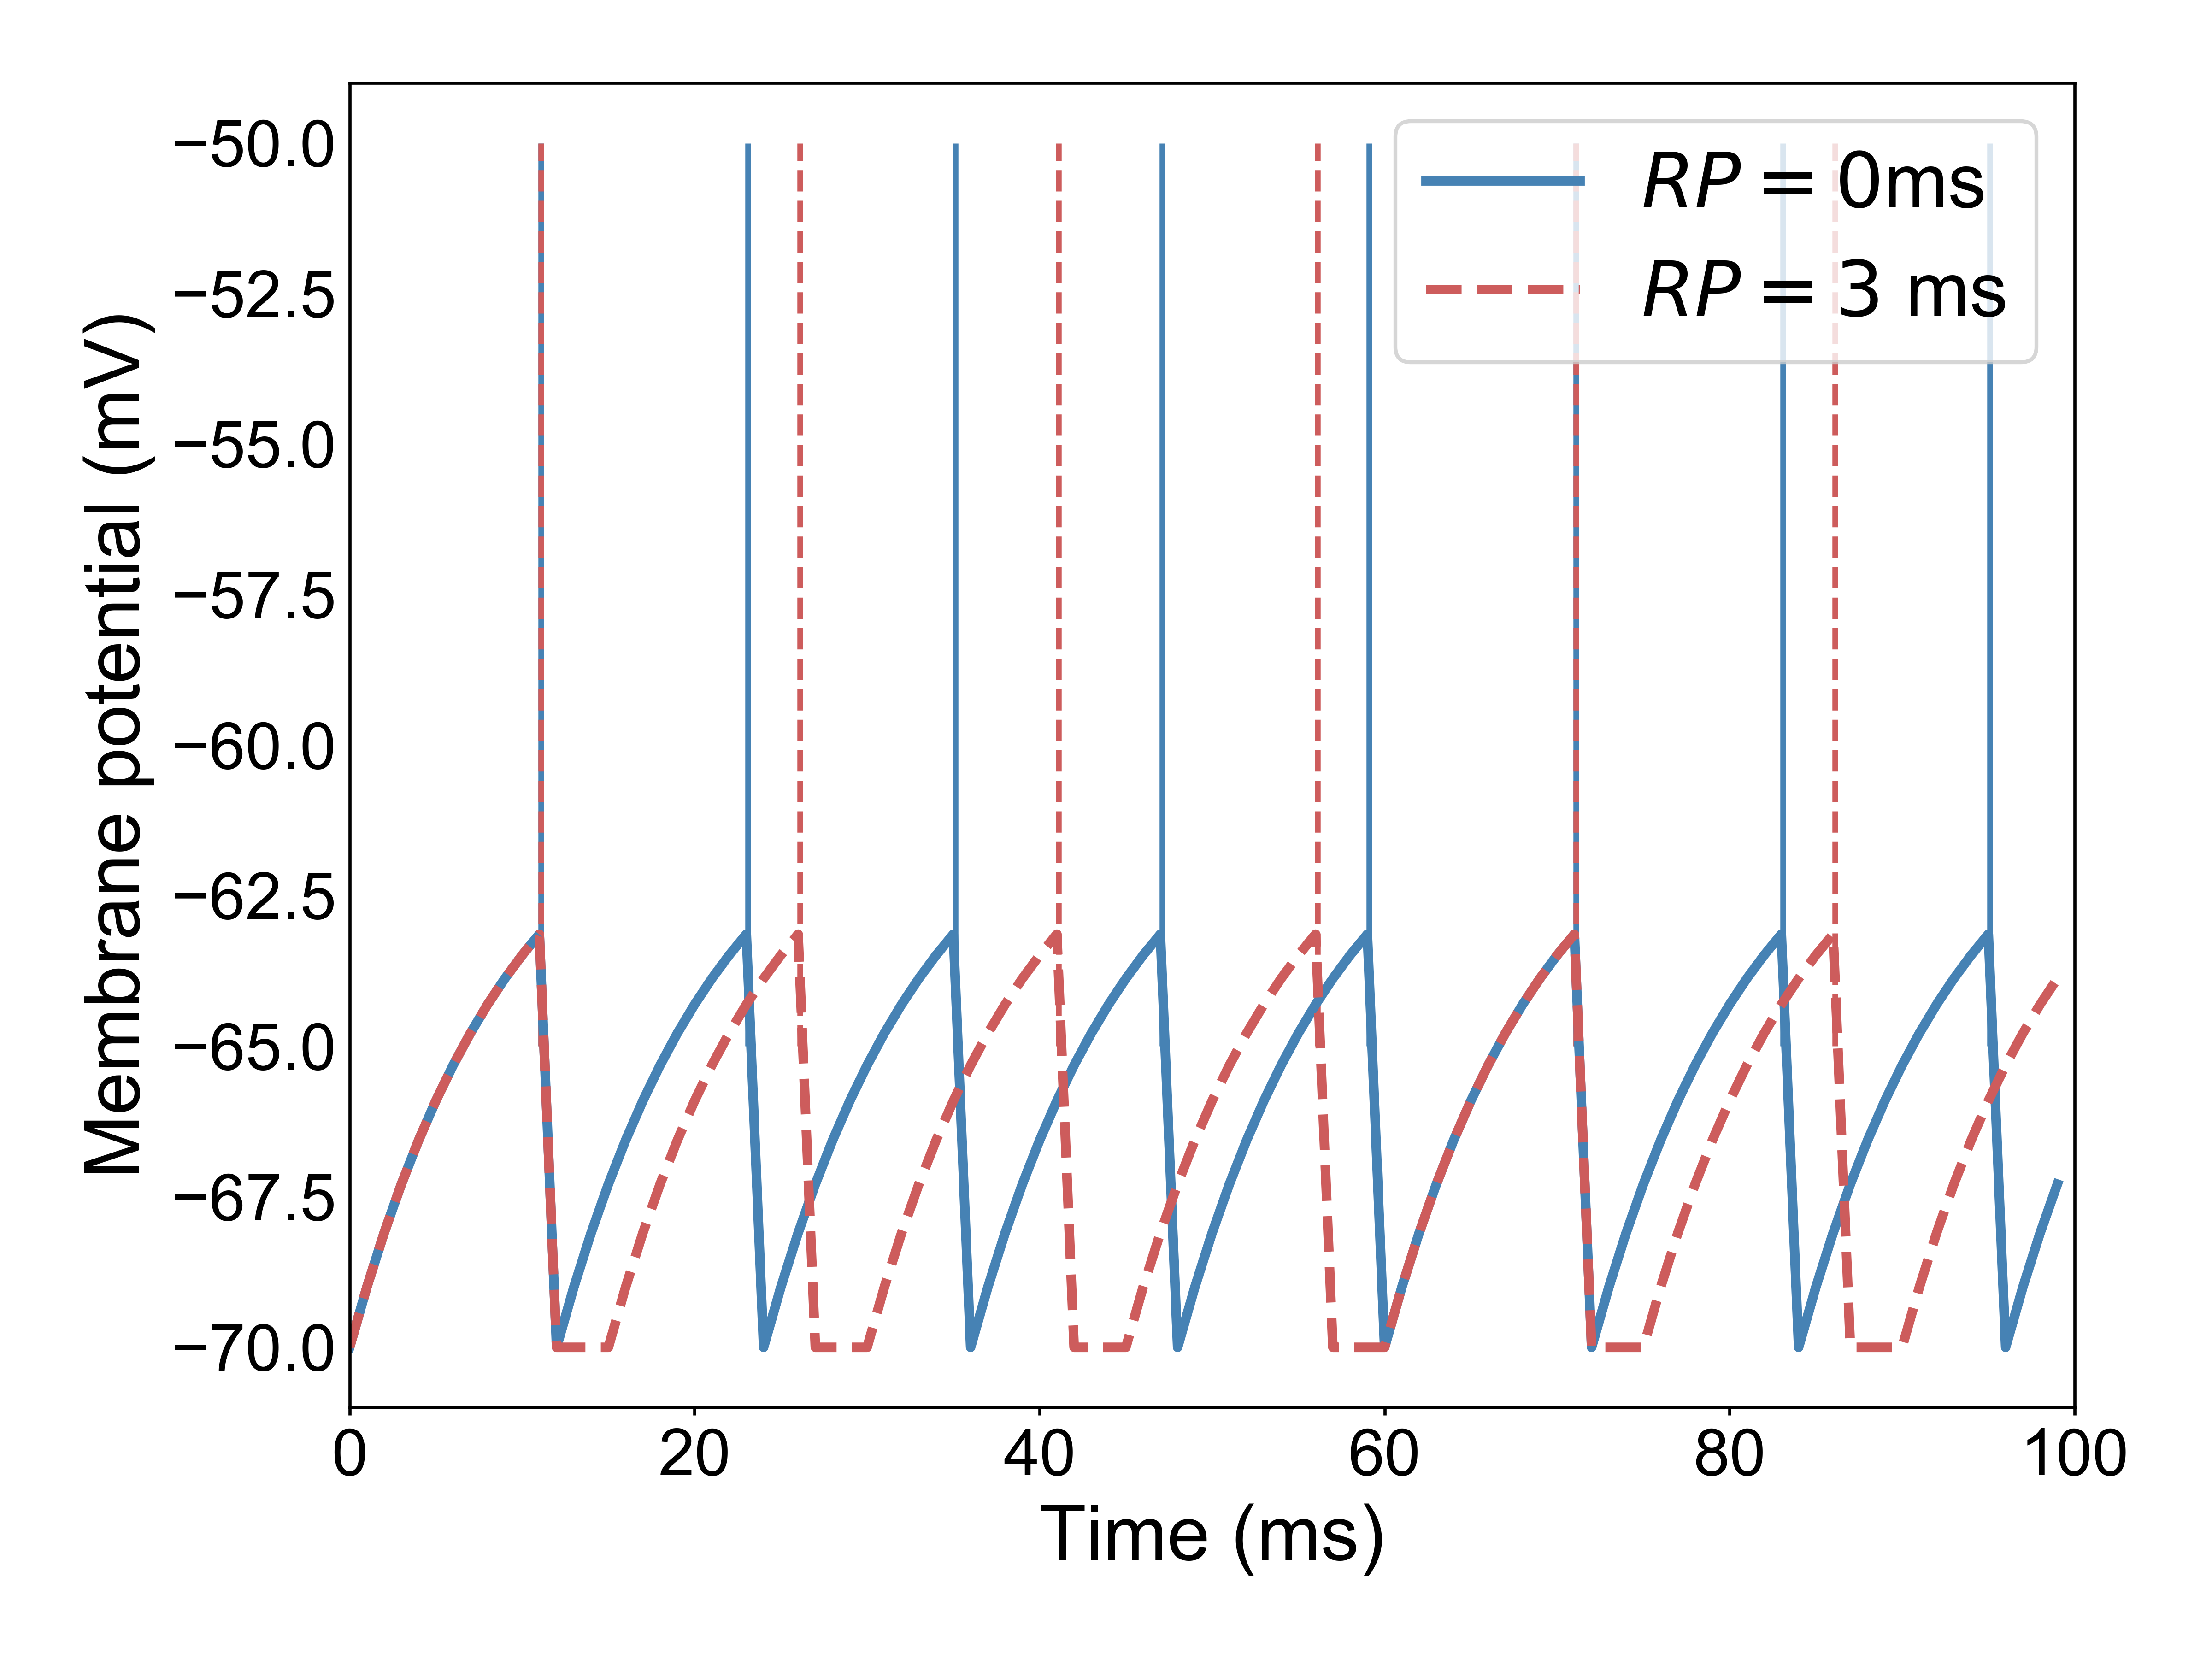 Membrane potential (mV)
−50.0
−52.5
−55.0
−57.5
−60.0
−62.5
−65.0
−67.5
−70.0
RP = 0ms
RP = 3 ms
0 20 40 60 80 100
Time (ms)